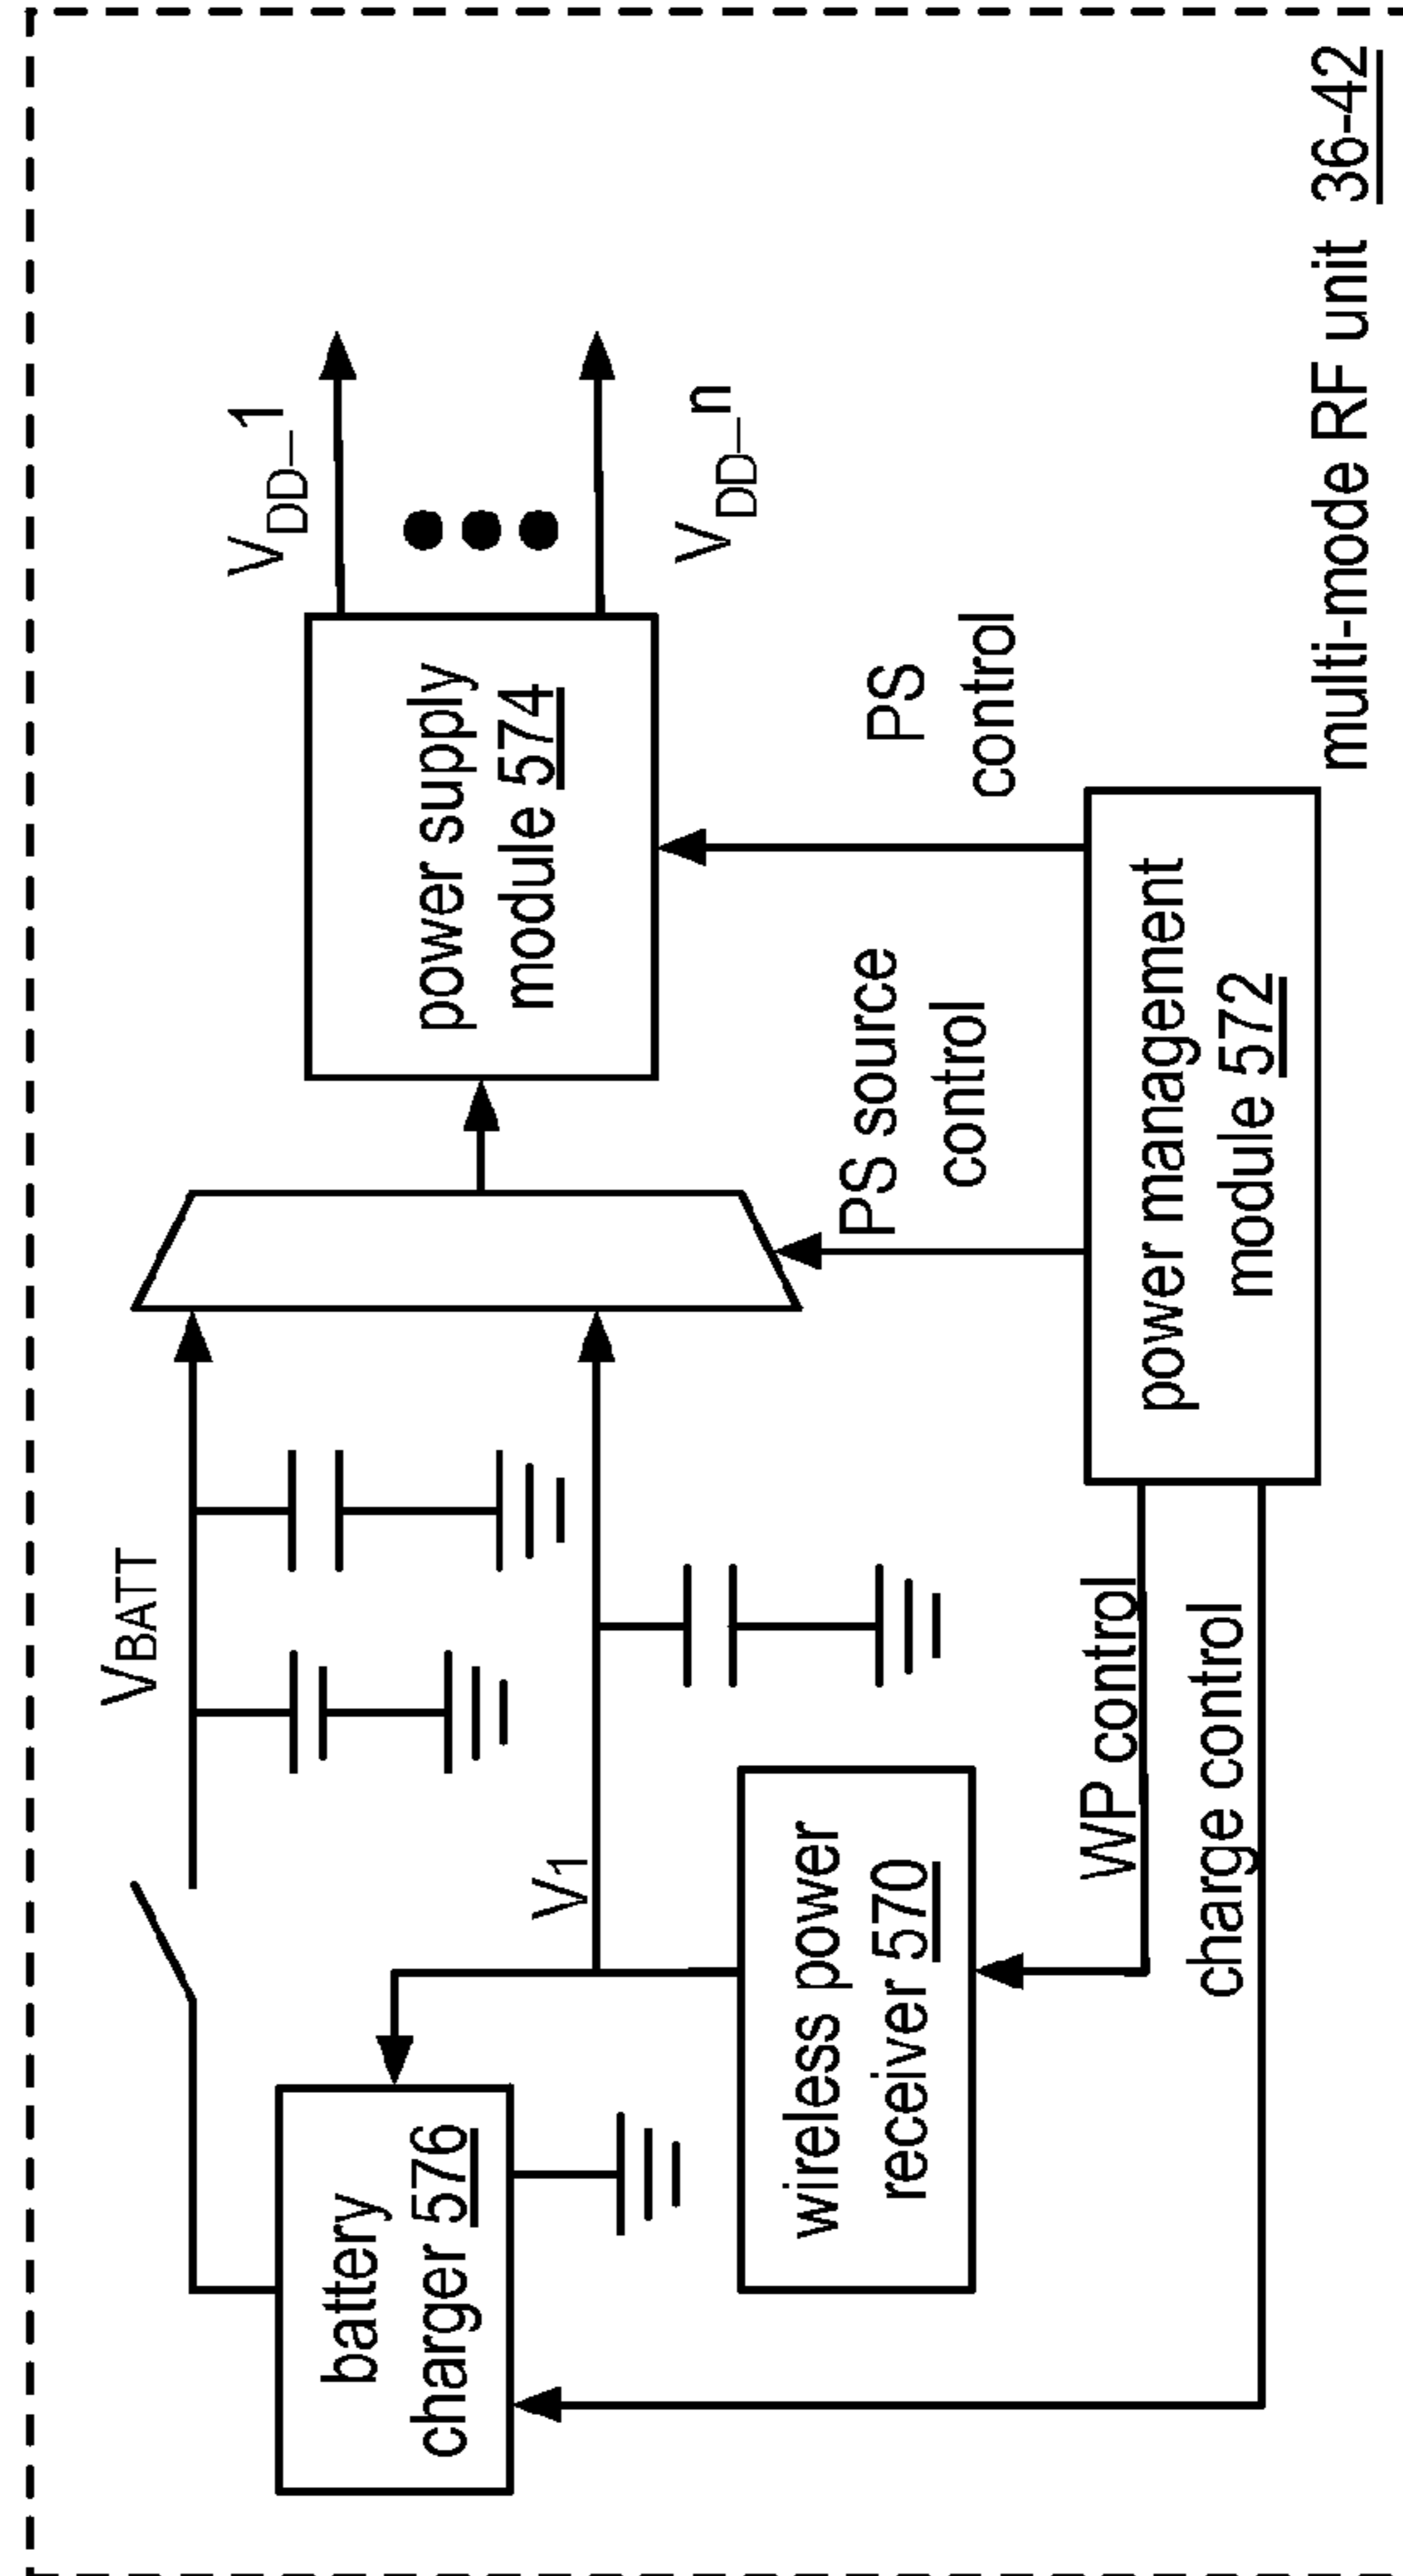 V_BATT
V_DD_1
battery
charger 576
power supply
module 574
V1
V_DD_n
wireless power
receiver 570
PS source
control
PS
control
WP control
charge control
power management
module 572
multi-mode RF unit 36-42